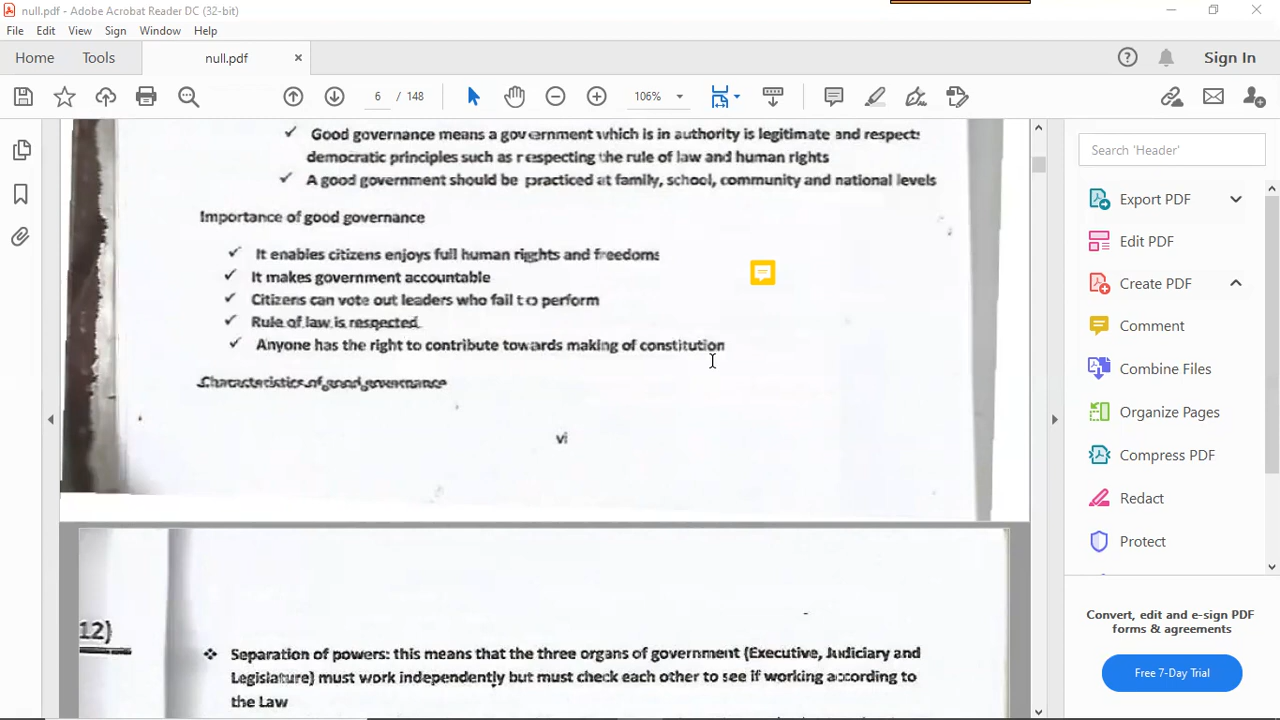 null.pdf - Adobe Acrobat Reader DC (32-bit)
File Edit View Sign Window Help
Home Tools null.pdf × Sign In
6 / 148 106%
✓ Good governance means a government which is in authority is legitimate and respects
democratic principles such as respecting the rule of law and human rights
✓ A good government should be practiced at family, school, community and national levels
Importance of good governance
✓ It enables citizens enjoys full human rights and freedoms
✓ It makes government accountable
✓ Citizens can vote out leaders who fail to perform
✓ Rule of law is respected
✓ Anyone has the right to contribute towards making of constitution
Characteristics of good governance
vi
12)
❖ Separation of powers: this means that the three organs of government (Executive, Judiciary and
Legislature) must work independently but must check each other to see if working according to
the Law
Search 'Header'
Export PDF
Edit PDF
Create PDF
Comment
Combine Files
Organize Pages
Compress PDF
Redact
Protect
Convert, edit and e-sign PDF
forms & agreements
Free 7-Day Trial